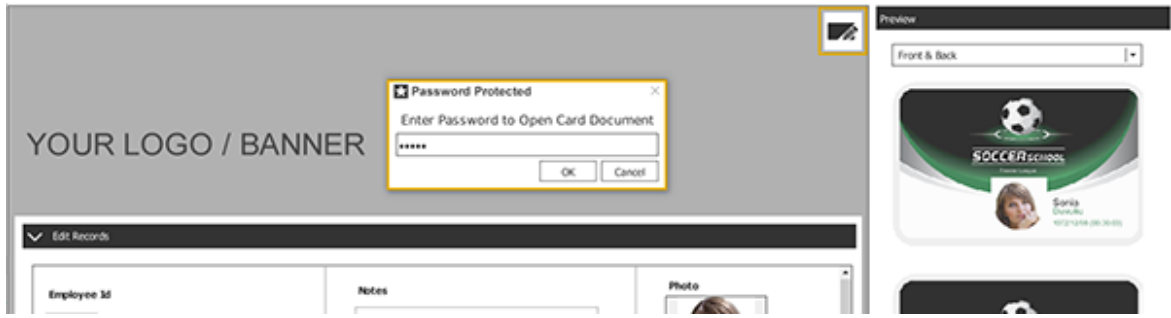 Preview
Front & Back
Password Protected
Enter Password to Open Card Document
*****
OK Cancel
YOUR LOGO / BANNER
SOCCER SCHOOL
Sonia
Edit Records
Employee Id
Notes
Photo